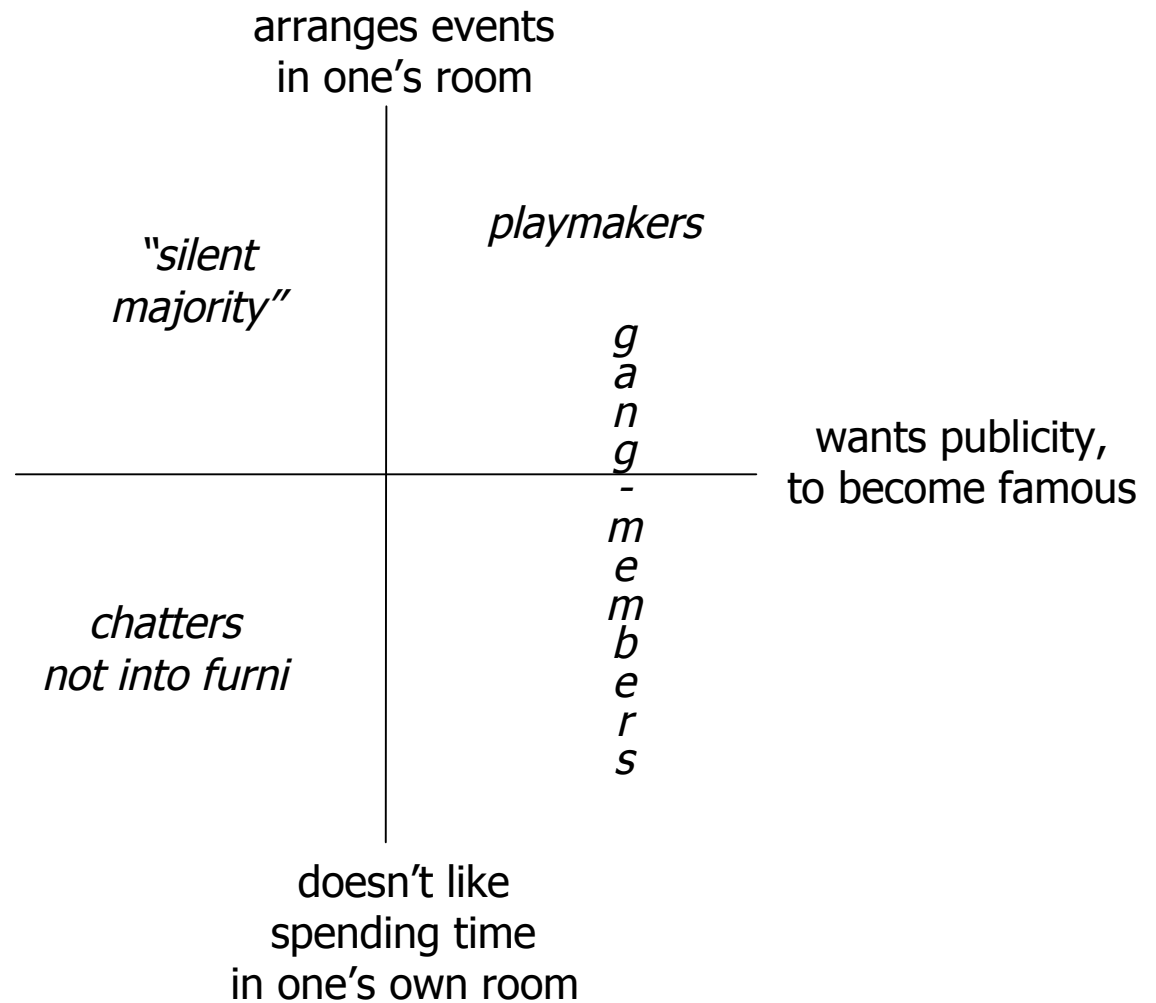 arranges events
in one’s room
playmakers
“silent
majority”
gang-members
wants publicity,
to become famous
chatters
not into furni
doesn’t like
spending time
in one’s own room